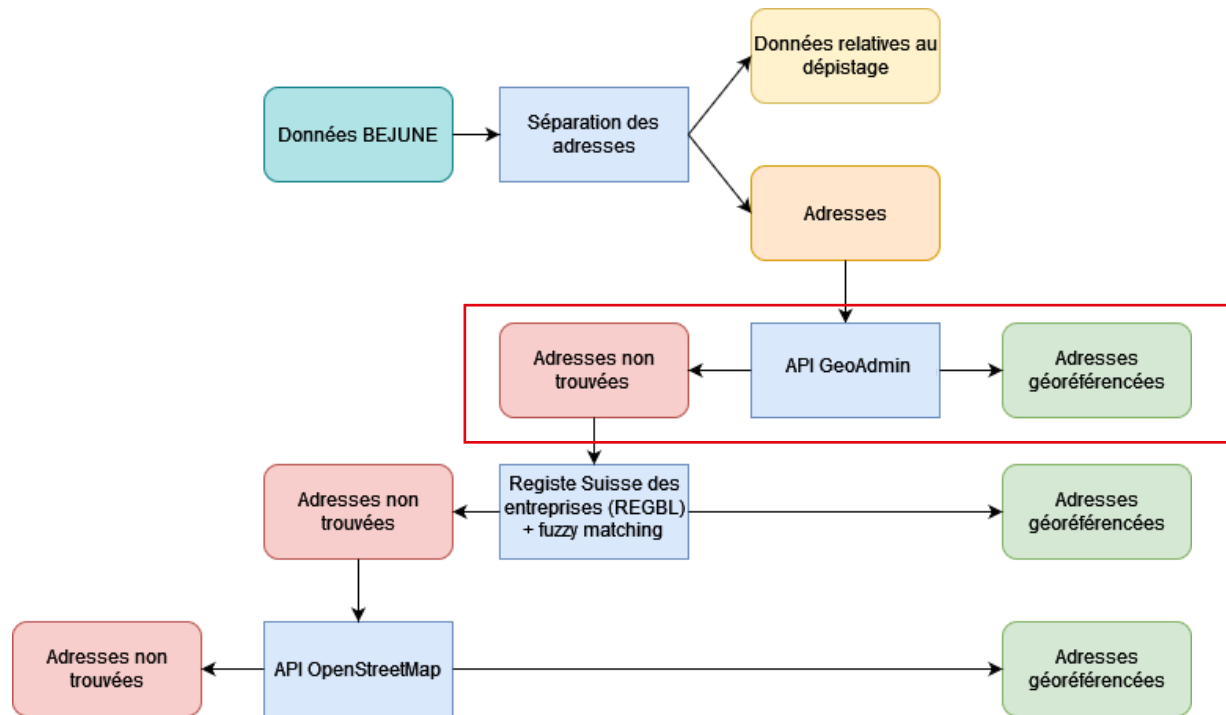 Données relatives au
dépistage
Données BEJUNE
Séparation des
adresses
Adresses
Adresses non
trouvées
API GeoAdmin
Adresses
géoréférencées
Adresses non
trouvées
Registe Suisse des
entreprises (REGBL)
+ fuzzy matching
Adresses
géoréférencées
Adresses non
trouvées
API OpenStreetMap
Adresses
géoréférencées